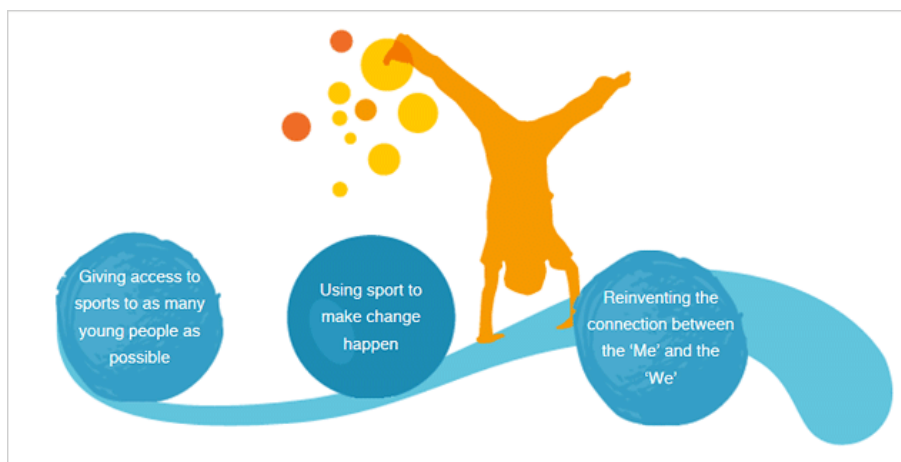 Giving access to
sports to as many
young people as
possible
Using sport to
make change
happen
Reinventing the
connection between
the ‘Me’ and the
‘We’